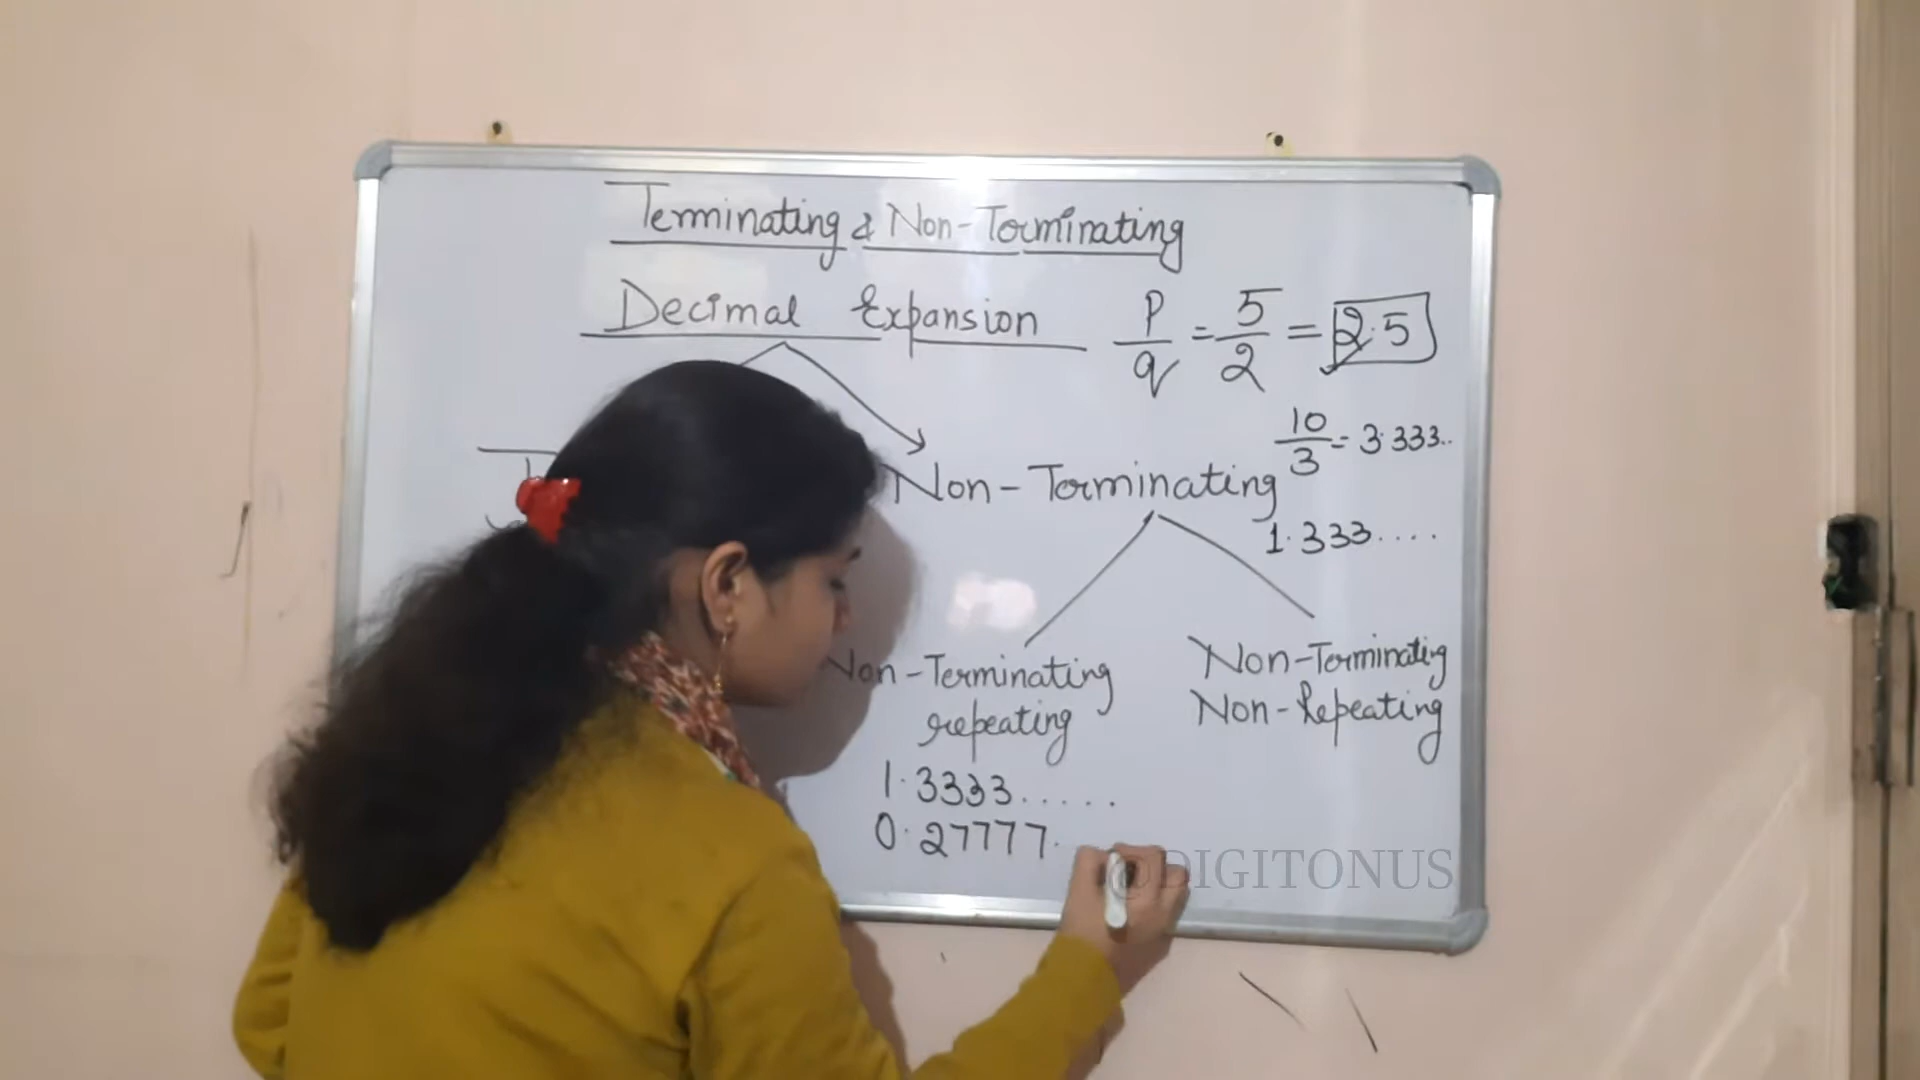 Terminating & Non-Terminating
Decimal Expansion
p/q = 5/2 = 2.5
10/3 = 3.333..
Non-Terminating
1.333....
Non-Terminating
repeating
Non-Terminating
Non-Repeating
1.3333.....
0.27777.
@DIGITONUS